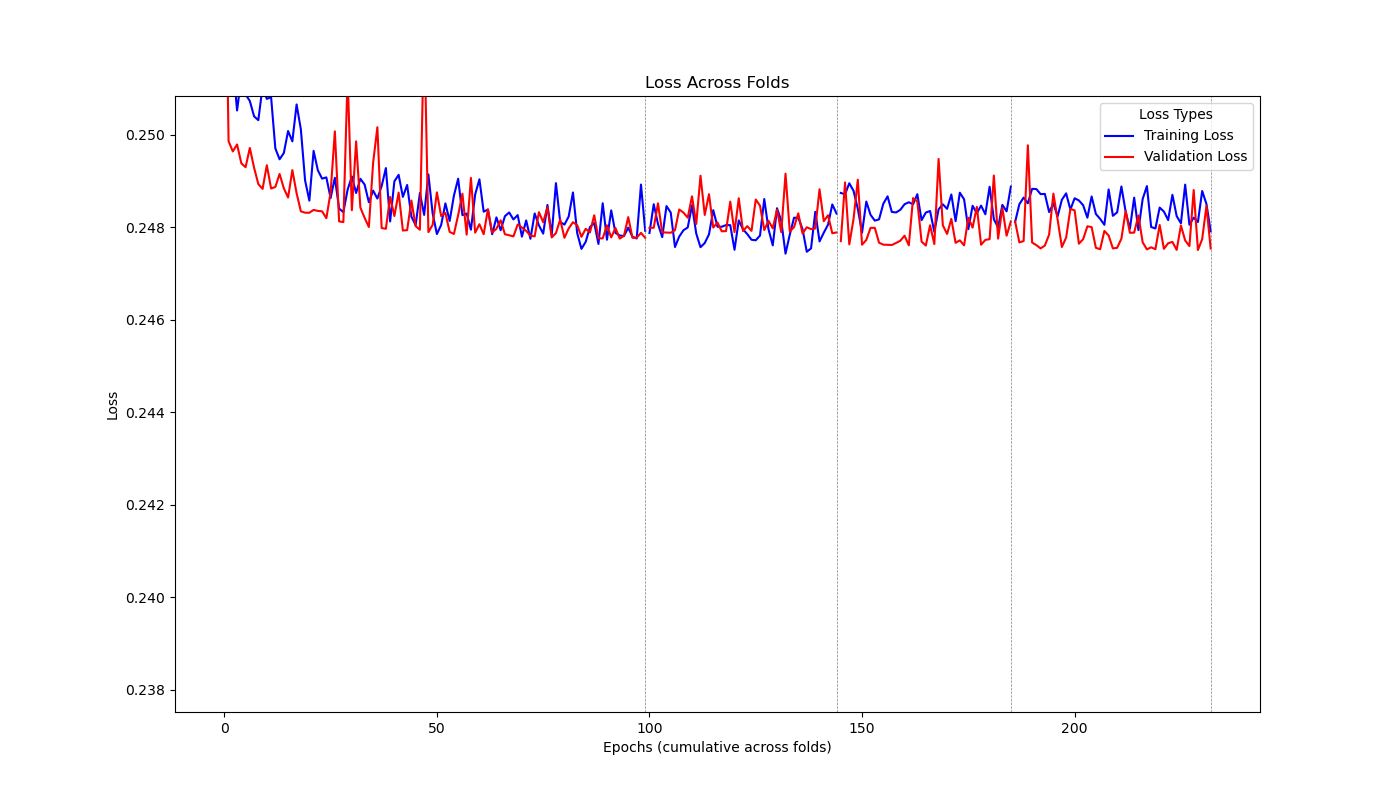 Loss Across Folds
Loss Types
Training Loss
Validation Loss
0.250
0.248
0.246
0.244
0.242
0.240
0.238
Loss
0 50 100 150 200
Epochs (cumulative across folds)